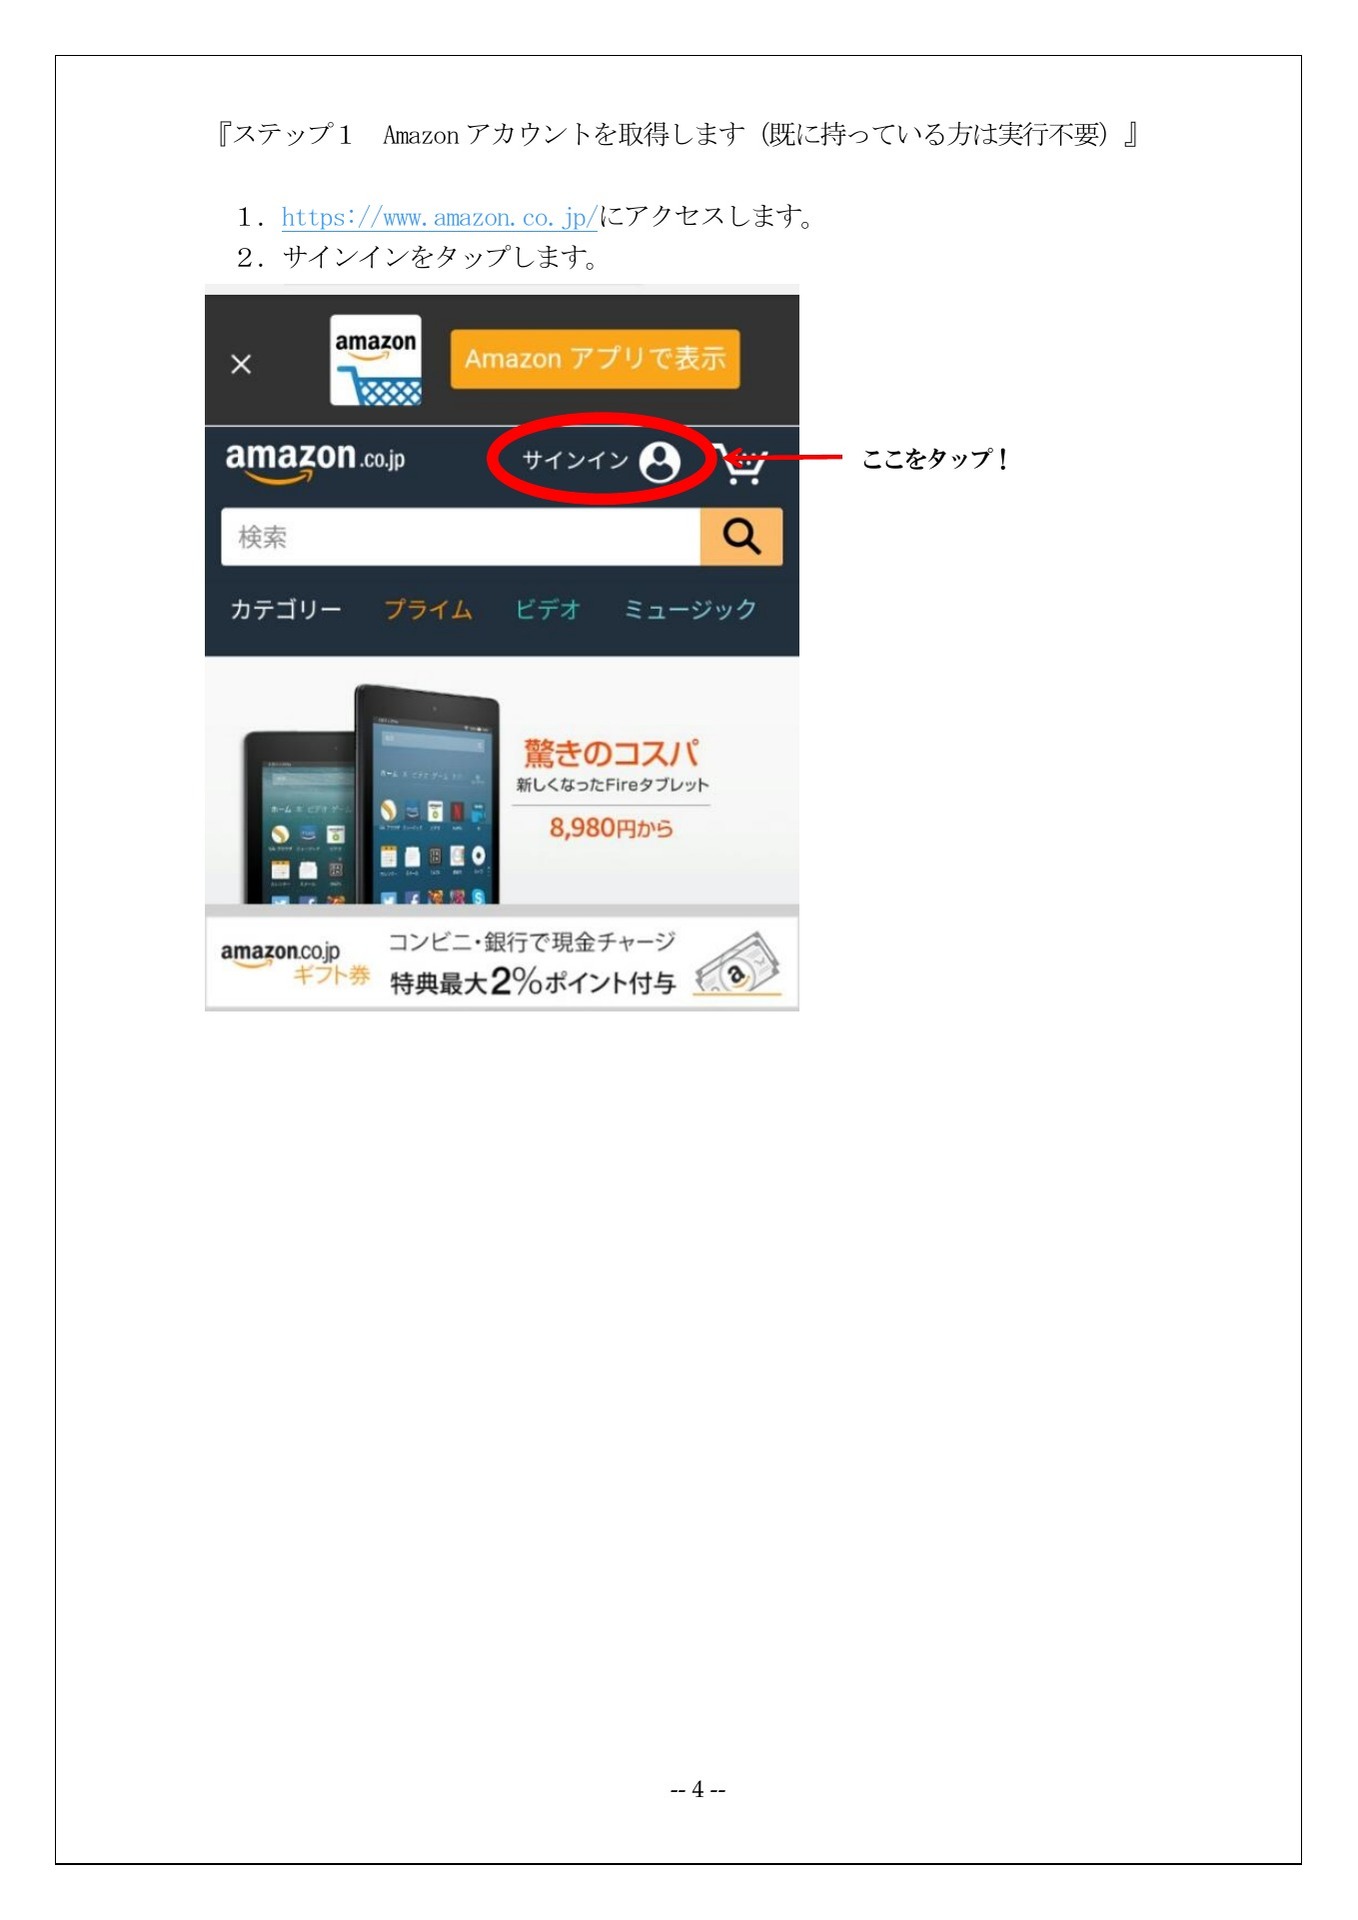 『ステップ１　Amazon アカウントを取得します（既に持っている方は実行不要）』
１．https://www.amazon.co.jp/にアクセスします。
２．サインインをタップします。
amazon
Amazon アプリで表示
amazon.co.jp
サインイン
ここをタップ！
検索
カテゴリー　プライム　ビデオ　ミュージック
驚きのコスパ
新しくなったFireタブレット
8,980円から
amazon.co.jp
ギフト券
コンビニ・銀行で現金チャージ
特典最大2%ポイント付与
-- 4 --